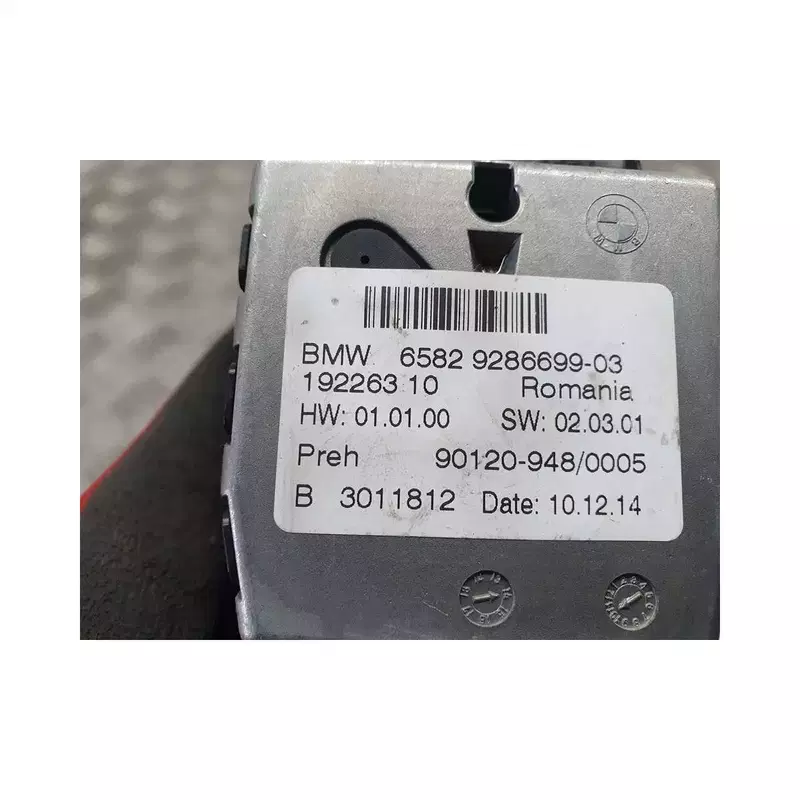 BMW
BMW 6582 9286699-03
192263 10 Romania
HW: 01.01.00 SW: 02.03.01
Preh 90120-948/0005
B 3011812 Date: 10.12.14